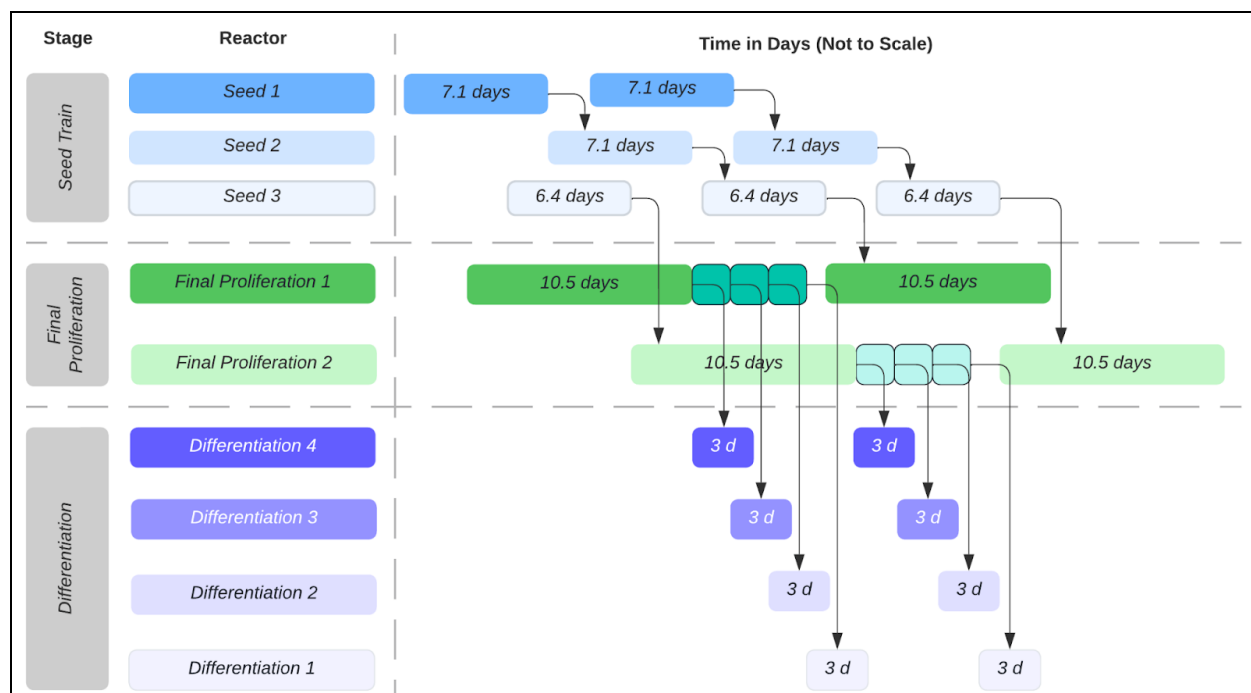 Stage
Reactor
Time in Days (Not to Scale)
Seed Train
Seed 1
7.1 days
7.1 days
Seed 2
7.1 days
7.1 days
Seed 3
6.4 days
6.4 days
6.4 days
Final
Proliferation
Final Proliferation 1
10.5 days
10.5 days
Final Proliferation 2
10.5 days
10.5 days
Differentiation
Differentiation 4
3 d
3 d
Differentiation 3
3 d
3 d
Differentiation 2
3 d
3 d
Differentiation 1
3 d
3 d